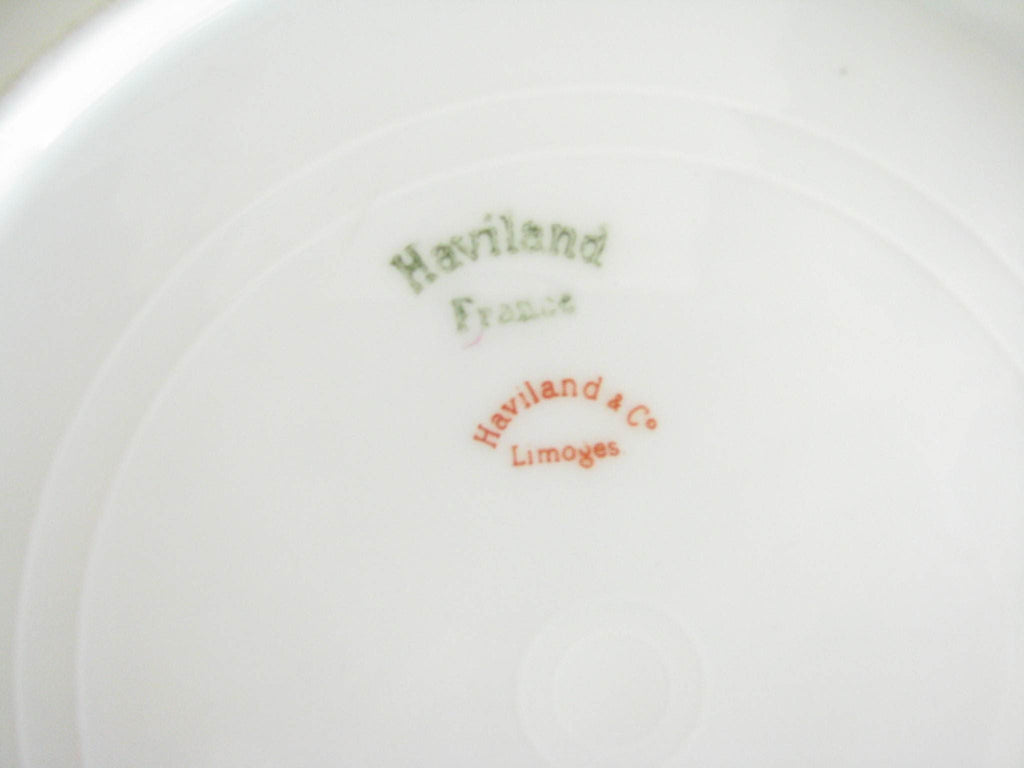 Haviland
France
Haviland & Cº
Limoges